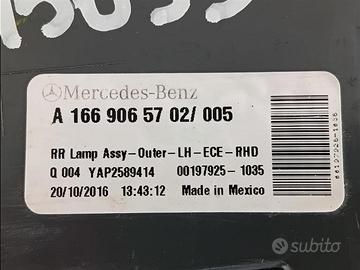 15099
Mercedes-Benz
A 166 906 57 02/ 005
RR Lamp Assy-Outer-LH-ECE-RHD
Q 004 YAP2589414 00197925-1035
20/10/2016 13:43:12 Made in Mexico
subito